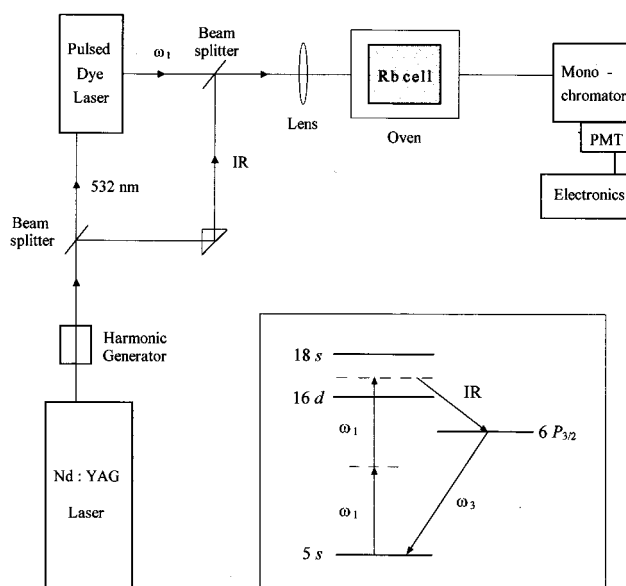 Pulsed
Dye
Laser
ω₁
Beam
splitter
Lens
Rb cell
Oven
Mono -
chromator
PMT
Electronics
IR
532 nm
Beam
splitter
Harmonic
Generator
Nd : YAG
Laser
18 s
16 d
IR
6 P₃/₂
ω₁
ω₁
ω₃
5 s